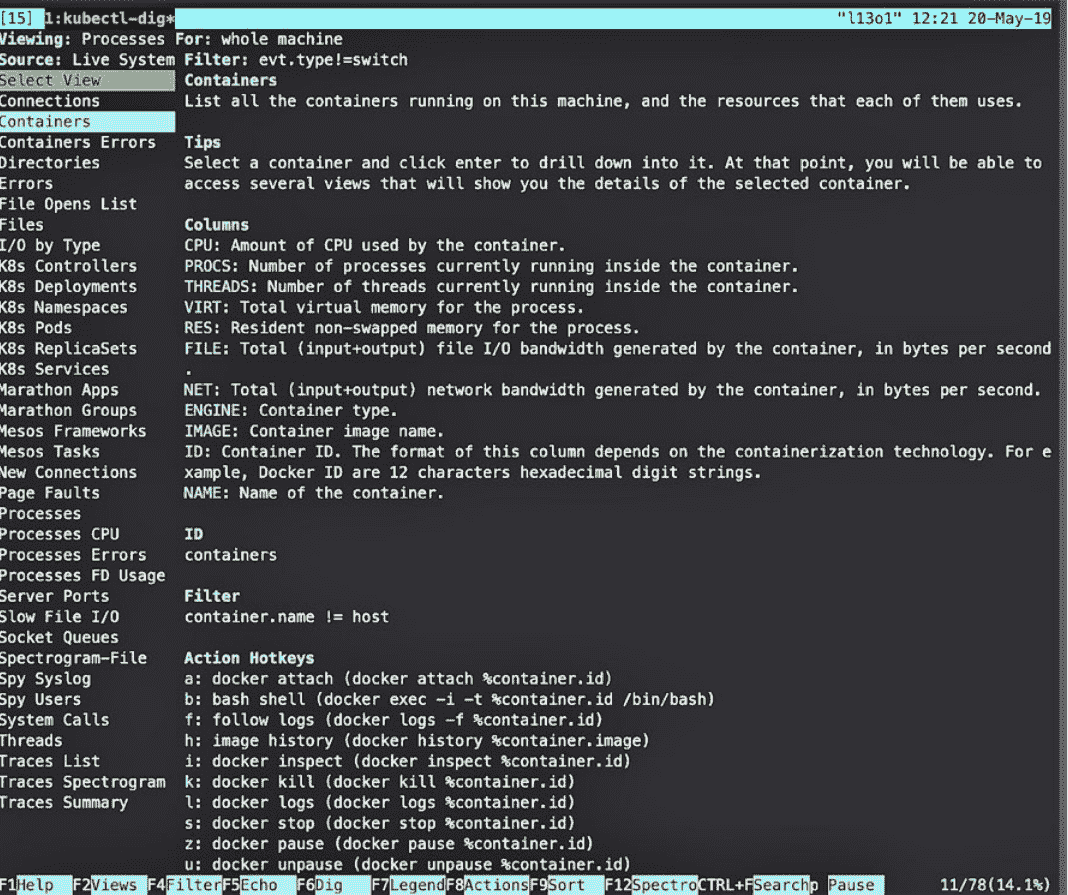 [15] 1:kubectl-dig* "l13o1" 12:21 20-May-19
Viewing: Processes For: whole machine
Source: Live System Filter: evt.type!=switch
Select View Containers
Connections List all the containers running on this machine, and the resources that each of them uses.
Containers
Containers Errors Tips
Directories Select a container and click enter to drill down into it. At that point, you will be able to
Errors access several views that will show you the details of the selected container.
File Opens List
Files Columns
I/O by Type CPU: Amount of CPU used by the container.
K8s Controllers PROCS: Number of processes currently running inside the container.
K8s Deployments THREADS: Number of threads currently running inside the container.
K8s Namespaces VIRT: Total virtual memory for the process.
K8s Pods RES: Resident non-swapped memory for the process.
K8s ReplicaSets FILE: Total (input+output) file I/O bandwidth generated by the container, in bytes per second
K8s Services .
Marathon Apps NET: Total (input+output) network bandwidth generated by the container, in bytes per second.
Marathon Groups ENGINE: Container type.
Mesos Frameworks IMAGE: Container image name.
Mesos Tasks ID: Container ID. The format of this column depends on the containerization technology. For e
New Connections xample, Docker ID are 12 characters hexadecimal digit strings.
Page Faults NAME: Name of the container.
Processes
Processes CPU ID
Processes Errors containers
Processes FD Usage
Server Ports Filter
Slow File I/O container.name != host
Socket Queues
Spectrogram-File Action Hotkeys
Spy Syslog a: docker attach (docker attach %container.id)
Spy Users b: bash shell (docker exec -i -t %container.id /bin/bash)
System Calls f: follow logs (docker logs -f %container.id)
Threads h: image history (docker history %container.image)
Traces List i: docker inspect (docker inspect %container.id)
Traces Spectrogram k: docker kill (docker kill %container.id)
Traces Summary l: docker logs (docker logs %container.id)
s: docker stop (docker stop %container.id)
z: docker pause (docker pause %container.id)
u: docker unpause (docker unpause %container.id)
F1Help F2Views F4FilterF5Echo F6Dig F7LegendF8ActionsF9Sort F12SpectroCTRL+FSearchp Pause 11/78(14.1%)